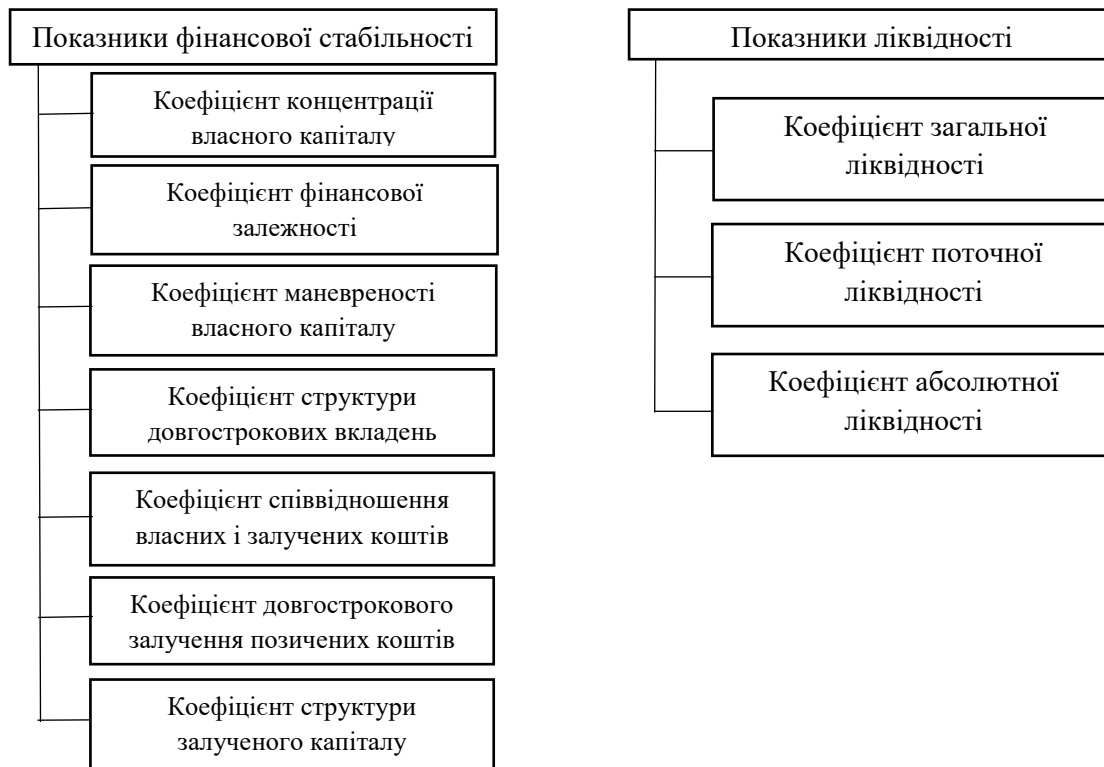 Показники фінансової стабільності
Коефіцієнт концентрації
власного капіталу
Коефіцієнт фінансової
залежності
Коефіцієнт маневреності
власного капіталу
Коефіцієнт структури
довгострокових вкладень
Коефіцієнт співвідношення
власних і залучених коштів
Коефіцієнт довгострокового
залучення позичених коштів
Коефіцієнт структури
залученого капіталу
Показники ліквідності
Коефіцієнт загальної
ліквідності
Коефіцієнт поточної
ліквідності
Коефіцієнт абсолютної
ліквідності